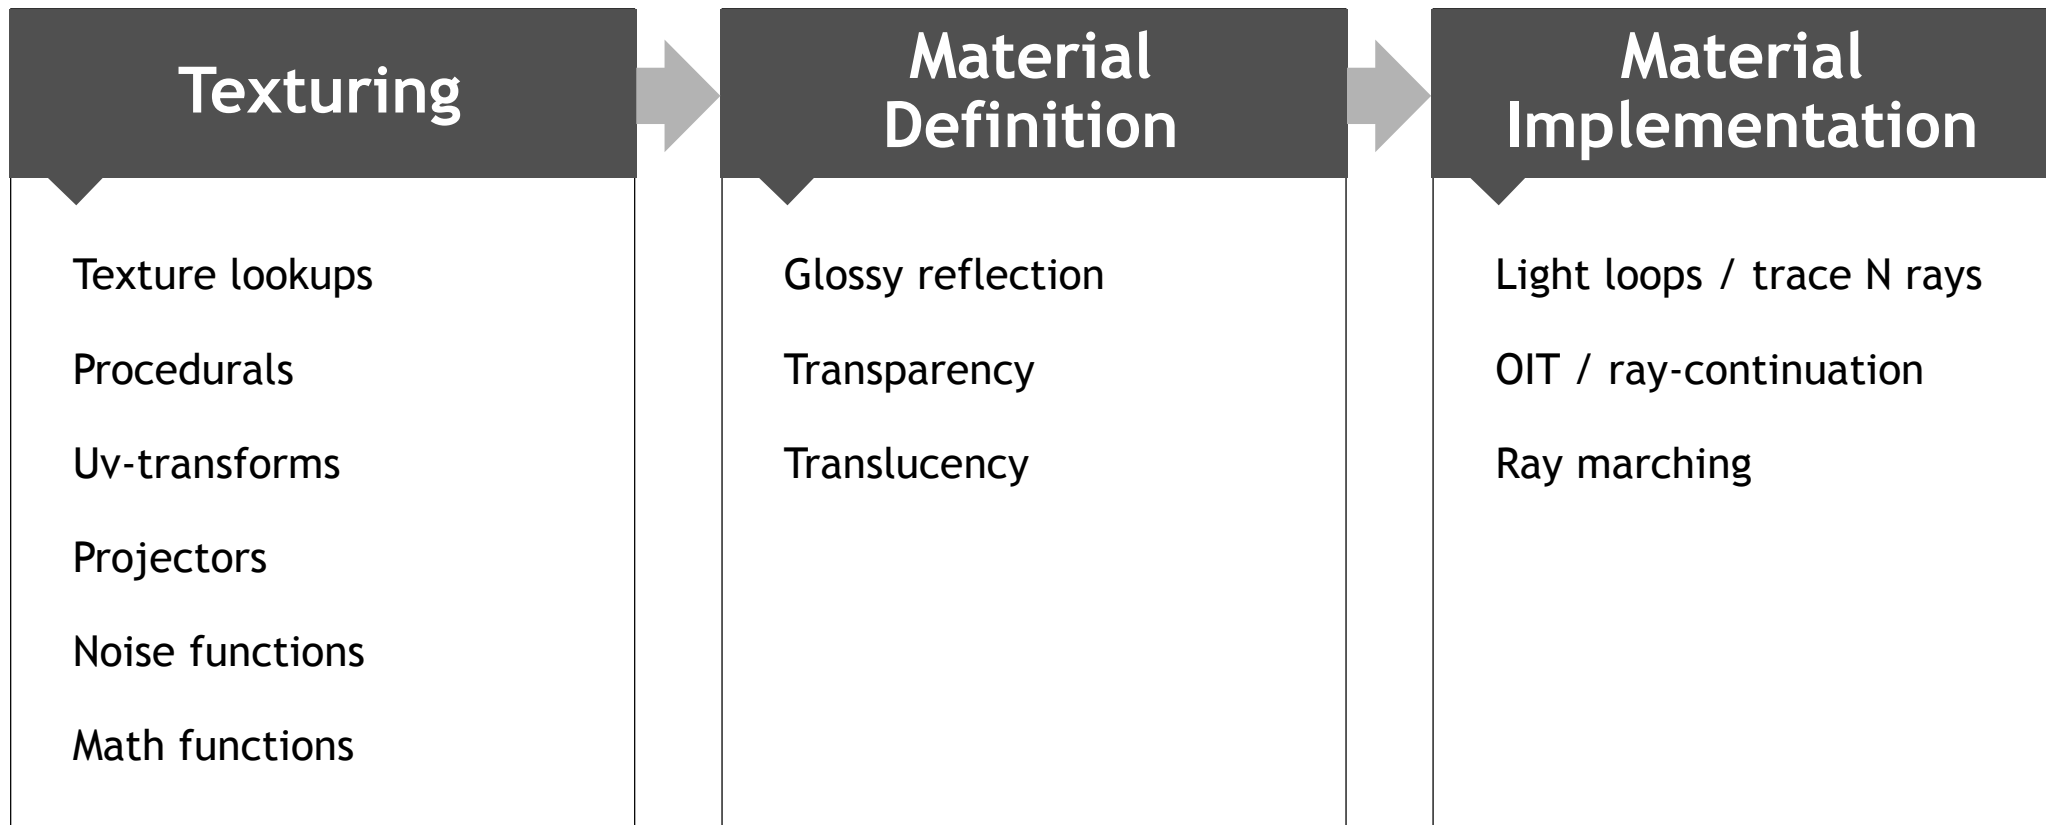 Texturing
Texture lookups
Procedurals
Uv-transforms
Projectors
Noise functions
Math functions
Material
Definition
Glossy reflection
Transparency
Translucency
Material
Implementation
Light loops / trace N rays
OIT / ray-continuation
Ray marching